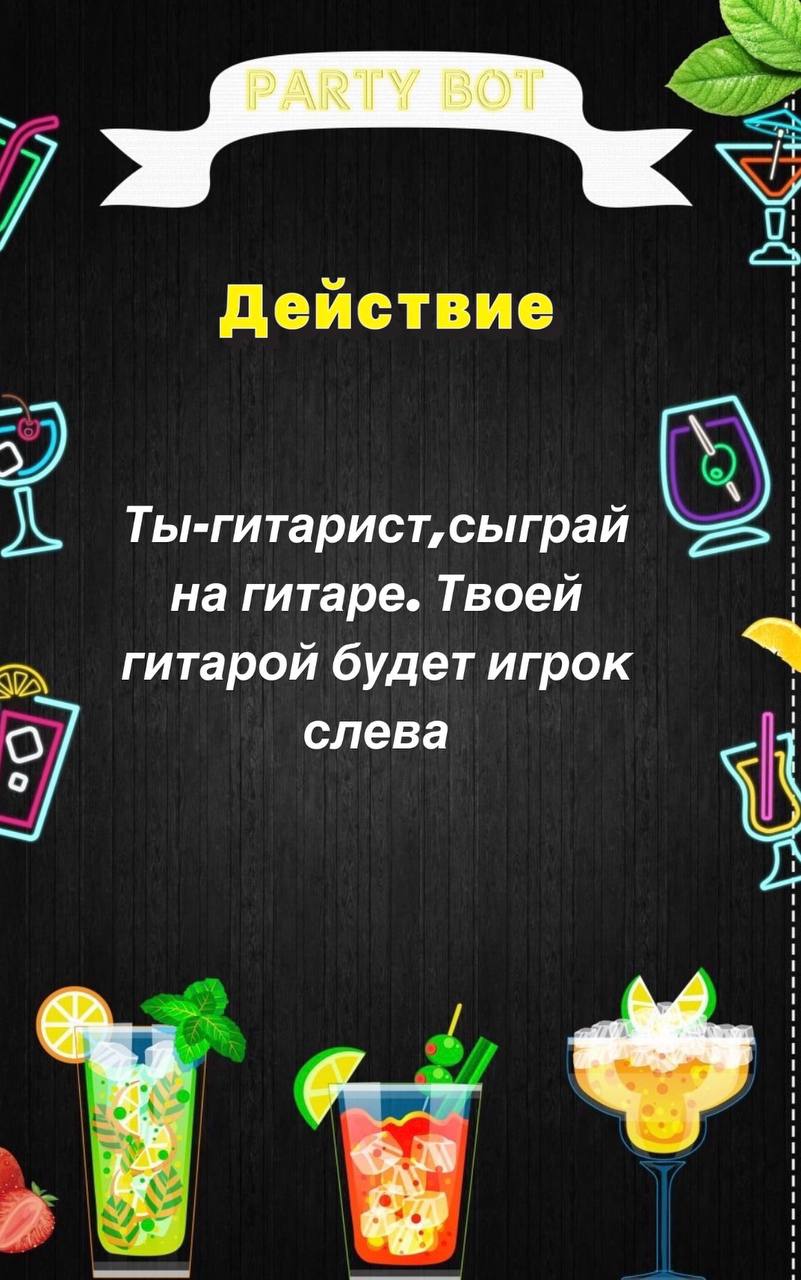 PARTY BOT
Действие
Ты-гитарист,сыграй
на гитаре. Твоей
гитарой будет игрок
слева